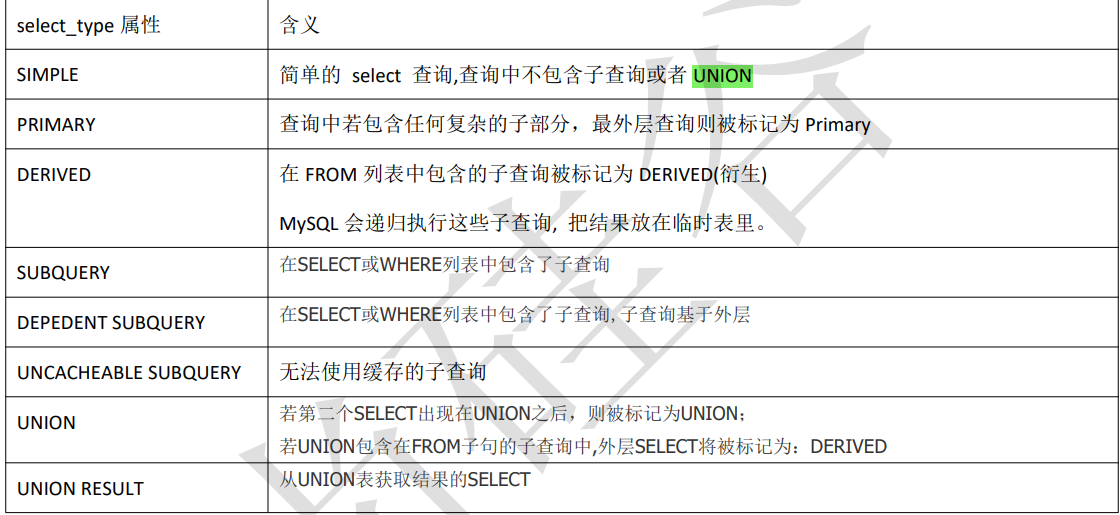 select_type 属性 含义
SIMPLE 简单的 select 查询,查询中不包含子查询或者 UNION
PRIMARY 查询中若包含任何复杂的子部分，最外层查询则被标记为 Primary
DERIVED 在 FROM 列表中包含的子查询被标记为 DERIVED(衍生)
MySQL 会递归执行这些子查询, 把结果放在临时表里。
SUBQUERY 在SELECT或WHERE列表中包含了子查询
DEPEDENT SUBQUERY 在SELECT或WHERE列表中包含了子查询,子查询基于外层
UNCACHEABLE SUBQUERY 无法使用缓存的子查询
UNION 若第二个SELECT出现在UNION之后，则被标记为UNION；
若UNION包含在FROM子句的子查询中,外层SELECT将被标记为：DERIVED
UNION RESULT 从UNION表获取结果的SELECT